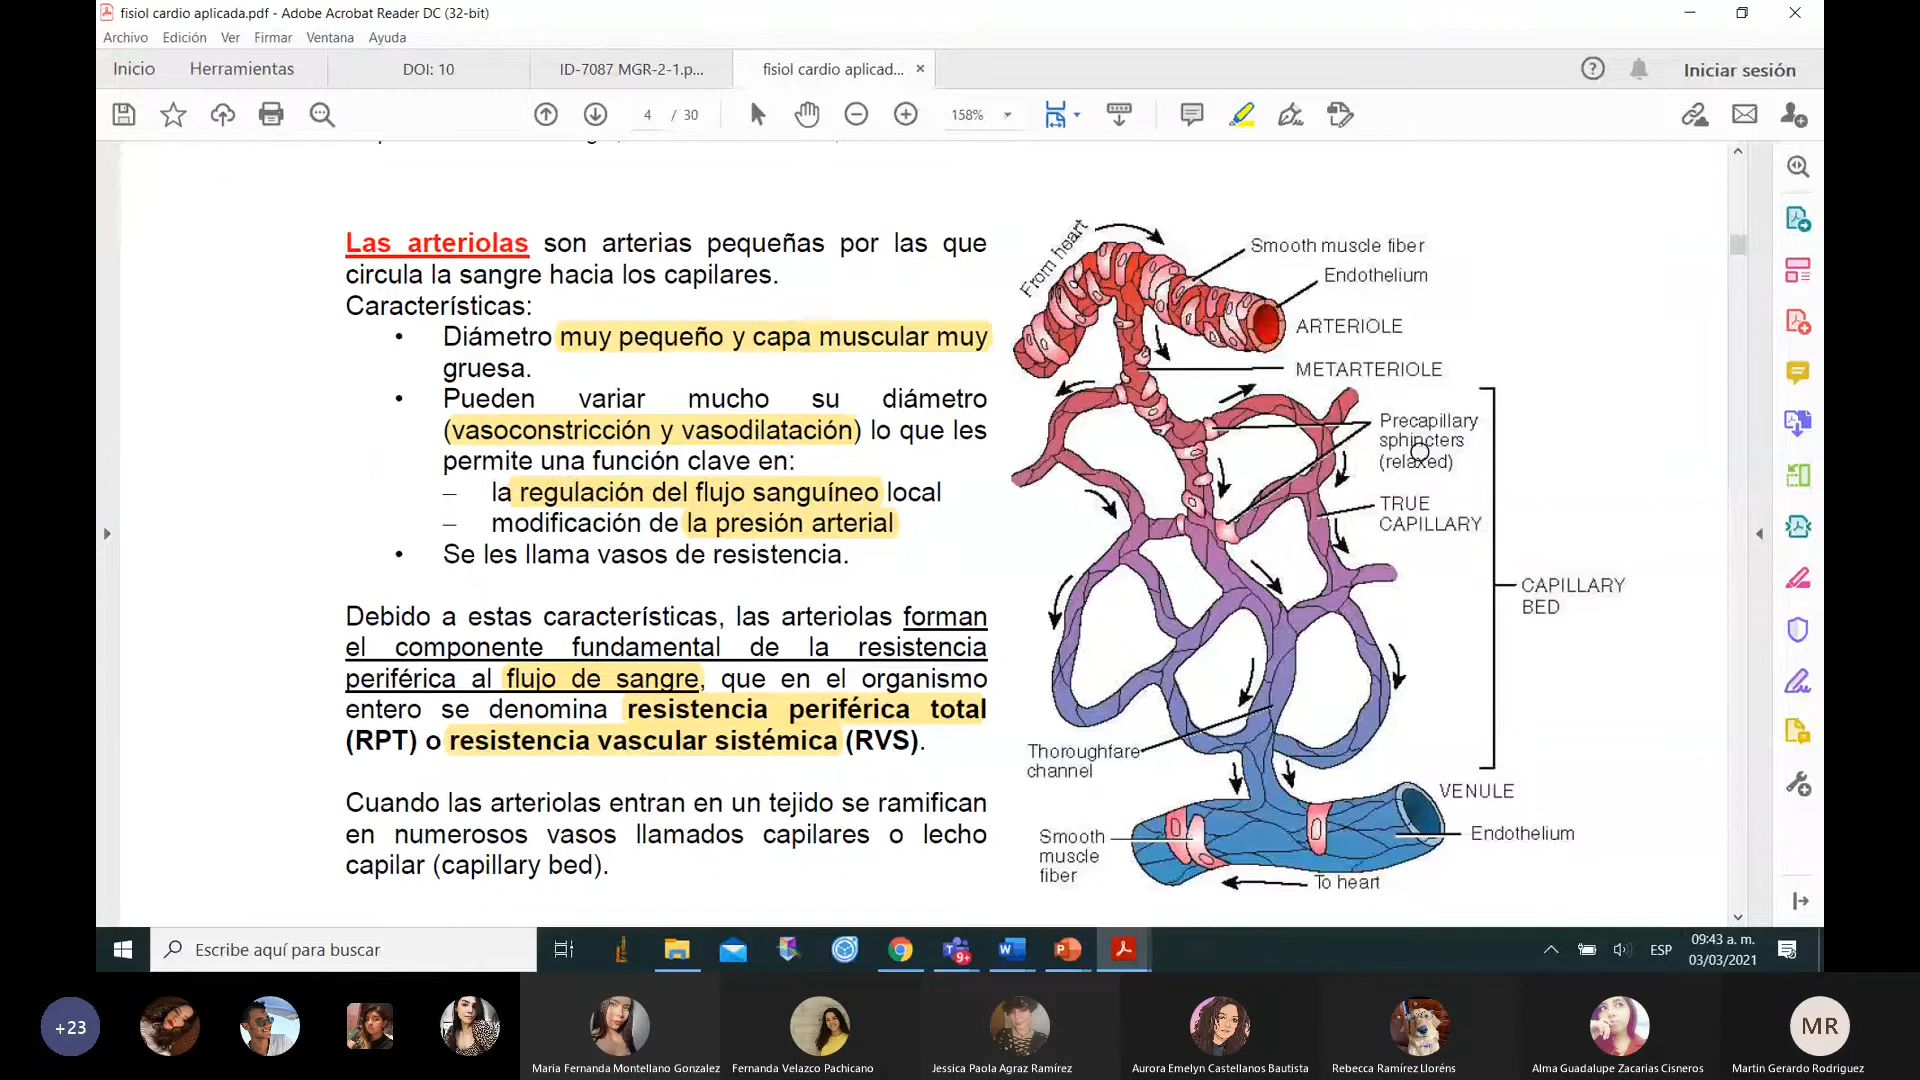 fisiol cardio aplicada.pdf - Adobe Acrobat Reader DC (32-bit)
Archivo Edición Ver Firmar Ventana Ayuda
Inicio Herramientas DOI: 10 ID-7087 MGR-2-1.p... fisiol cardio aplicad... × Iniciar sesión
4 / 30 158%
Las arteriolas son arterias pequeñas por las que
circula la sangre hacia los capilares.
Características:
• Diámetro muy pequeño y capa muscular muy
gruesa.
• Pueden variar mucho su diámetro
(vasoconstricción y vasodilatación) lo que les
permite una función clave en:
– la regulación del flujo sanguíneo local
– modificación de la presión arterial
• Se les llama vasos de resistencia.
Debido a estas características, las arteriolas forman
el componente fundamental de la resistencia
periférica al flujo de sangre, que en el organismo
entero se denomina resistencia periférica total
(RPT) o resistencia vascular sistémica (RVS).
Cuando las arteriolas entran en un tejido se ramifican
en numerosos vasos llamados capilares o lecho
capilar (capillary bed).
From heart
Smooth muscle fiber
Endothelium
ARTERIOLE
METARTERIOLE
Precapillary
sphincters
(relaxed)
TRUE
CAPILLARY
CAPILLARY
BED
Thoroughfare
channel
VENULE
Endothelium
Smooth
muscle
fiber
To heart
Escribe aquí para buscar
9+
ESP
09:43 a. m.
03/03/2021
+23
MR
Maria Fernanda Montellano Gonzalez
Fernanda Velazco Pachicano
Jessica Paola Agraz Ramírez
Aurora Emelyn Castellanos Bautista
Rebecca Ramírez Lloréns
Alma Guadalupe Zacarias Cisneros
Martin Gerardo Rodriguez